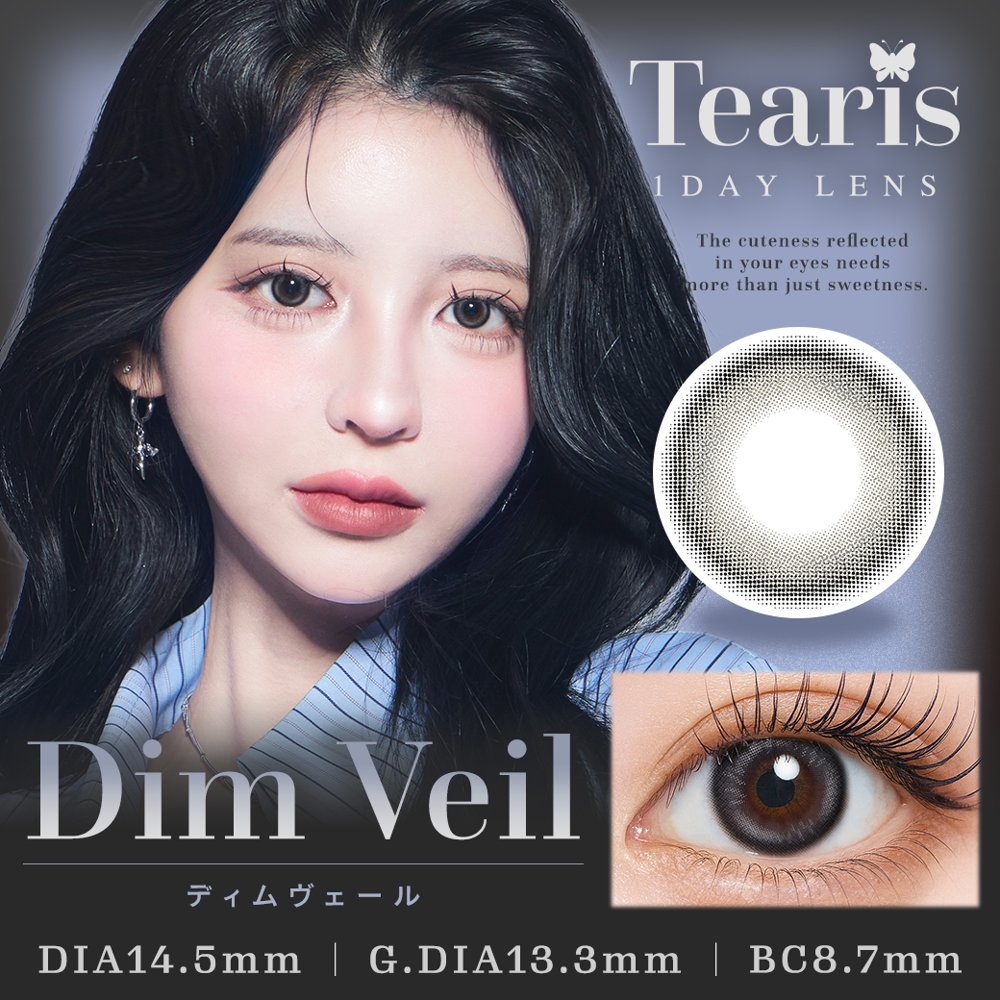 Tearis
1DAY LENS
The cuteness reflected
in your eyes needs
more than just sweetness.
Dim Veil
ディムヴェール
DIA14.5mm | G.DIA13.3mm | BC8.7mm